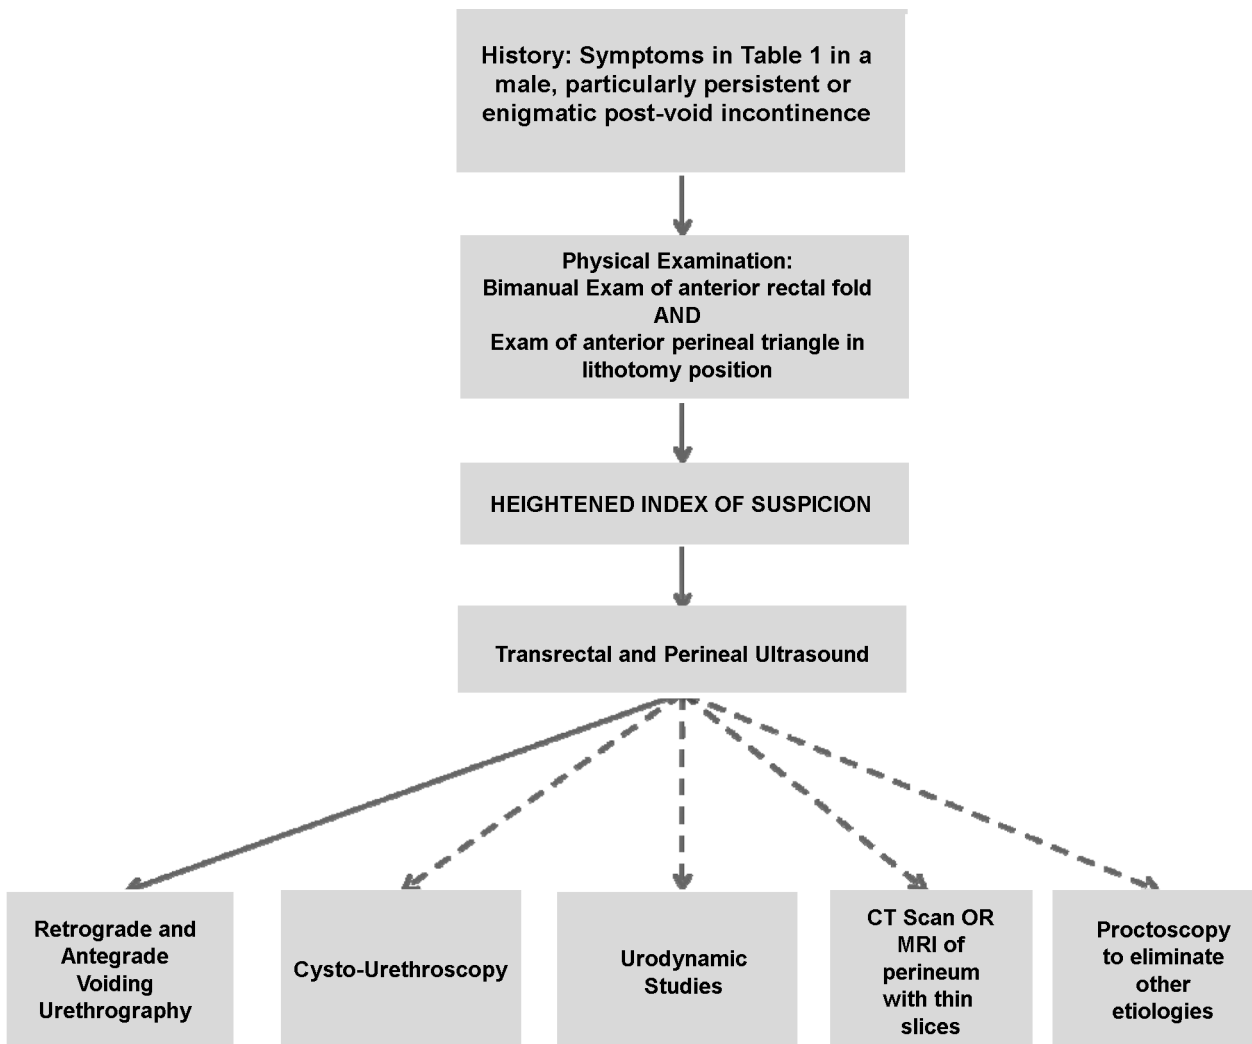 History: Symptoms in Table 1 in a
male, particularly persistent or
enigmatic post-void incontinence
Physical Examination:
Bimanual Exam of anterior rectal fold
AND
Exam of anterior perineal triangle in
lithotomy position
HEIGHTENED INDEX OF SUSPICION
Transrectal and Perineal Ultrasound
Retrograde and
Antegrade
Voiding
Urethrography
Cysto-Urethroscopy
Urodynamic
Studies
CT Scan OR
MRI of
perineum
with thin
slices
Proctoscopy
to eliminate
other
etiologies